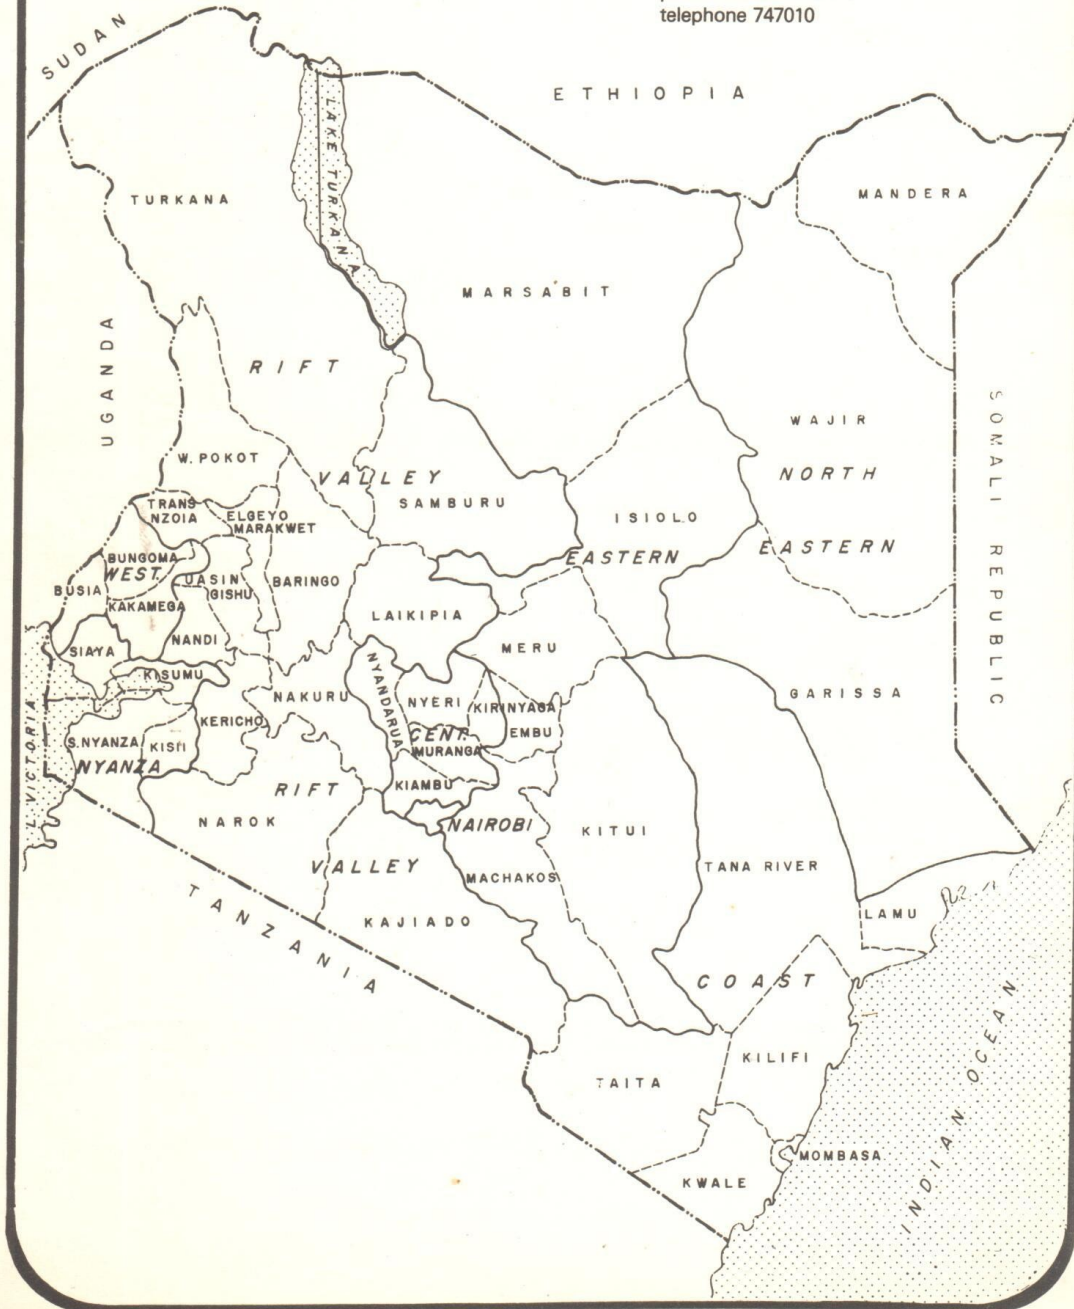 telephone 747010
SUDAN
ETHIOPIA
LAKE TURKANA
MANDERA
TURKANA
MARSABIT
UGANDA
RIFT
VALLEY
WAJIR
SOMALI REPUBLIC
NORTH
EASTERN
W. POKOT
SAMBURU
TRANS
NZOIA
ELGEYO
MARAKWET
ISIOLO
EASTERN
BUNGOMA
WEST.
UASIN
GISHU
BARINGO
BUSIA
KAKAMEGA
LAIKIPIA
NANDI
SIAYA
MERU
KISUMU
NYANDARUA
NAKURU
NYERI
KIRINYAGA
GARISSA
KERICHO
CENT.
EMBU
MURANGA
L. VICTORIA
S. NYANZA
KISII
NYANZA
KIAMBU
RIFT
VALLEY
NAROK
NAIROBI
KITUI
MACHAKOS
TANA RIVER
LAMU
KAJIADO
TANZANIA
COAST
KILIFI
TAITA
INDIAN OCEAN
MOMBASA
KWALE